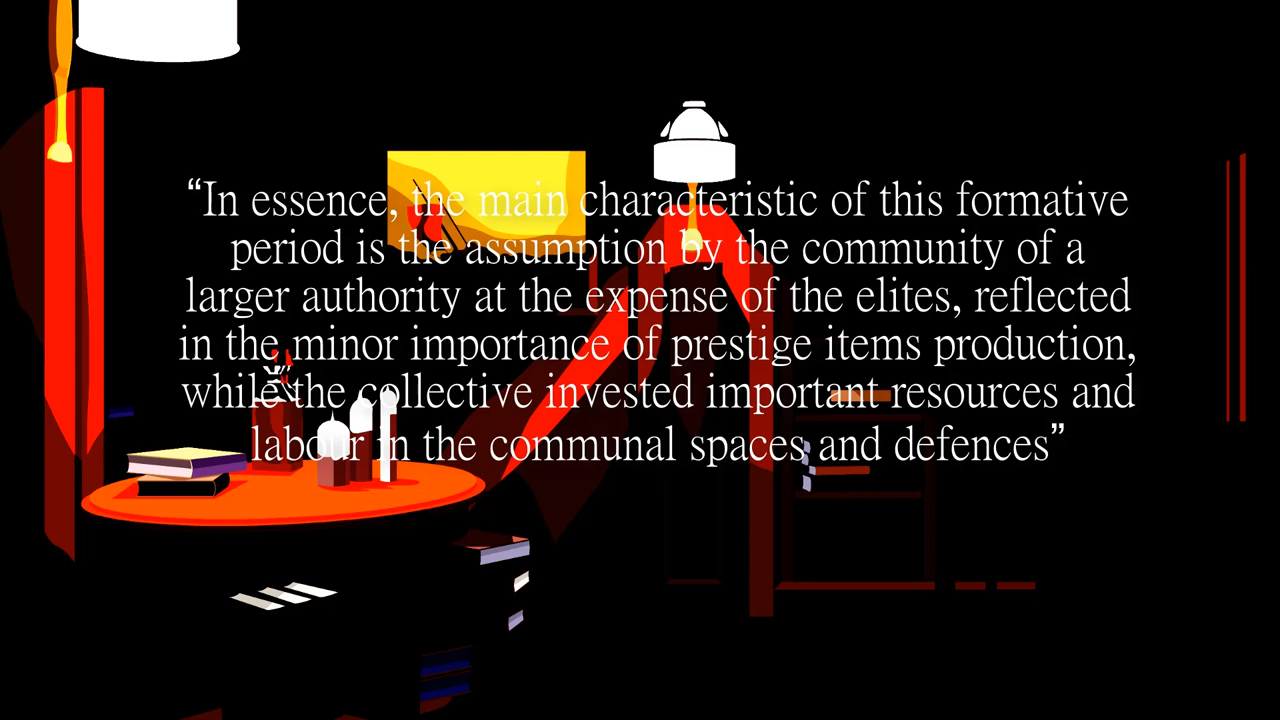 “In essence, the main characteristic of this formative
period is the assumption by the community of a
larger authority at the expense of the elites, reflected
in the minor importance of prestige items production,
while the collective invested important resources and
labour in the communal spaces and defences”